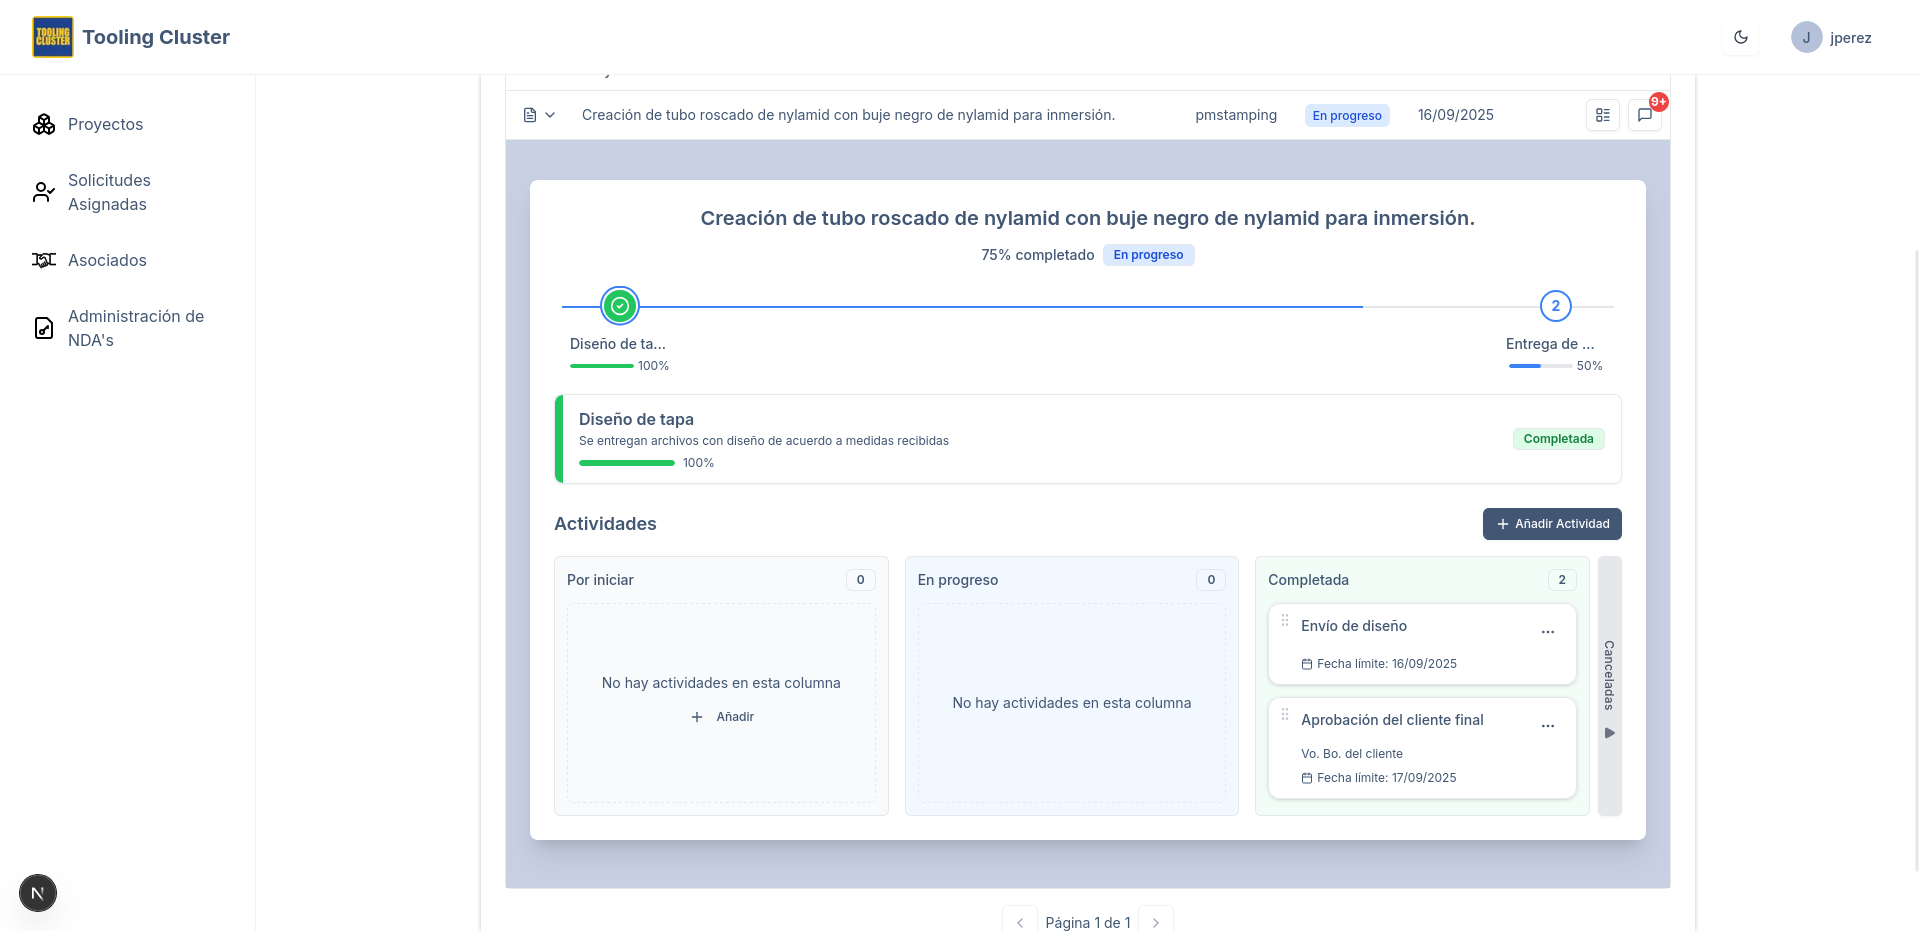 TOOLING
CLUSTER
Tooling Cluster
J
jperez
Proyectos
Solicitudes
Asignadas
Asociados
Administración de
NDA's
Creación de tubo roscado de nylamid con buje negro de nylamid para inmersión.
pmstamping
En progreso
16/09/2025
9+
Creación de tubo roscado de nylamid con buje negro de nylamid para inmersión.
75% completado
En progreso
2
Diseño de ta...
100%
Entrega de ...
50%
Diseño de tapa
Se entregan archivos con diseño de acuerdo a medidas recibidas
100%
Completada
Actividades
+ Añadir Actividad
Por iniciar
0
No hay actividades en esta columna
+ Añadir
En progreso
0
No hay actividades en esta columna
Completada
2
Envío de diseño
...
Fecha límite: 16/09/2025
Aprobación del cliente final
...
Vo. Bo. del cliente
Fecha límite: 17/09/2025
Canceladas
N
Página 1 de 1